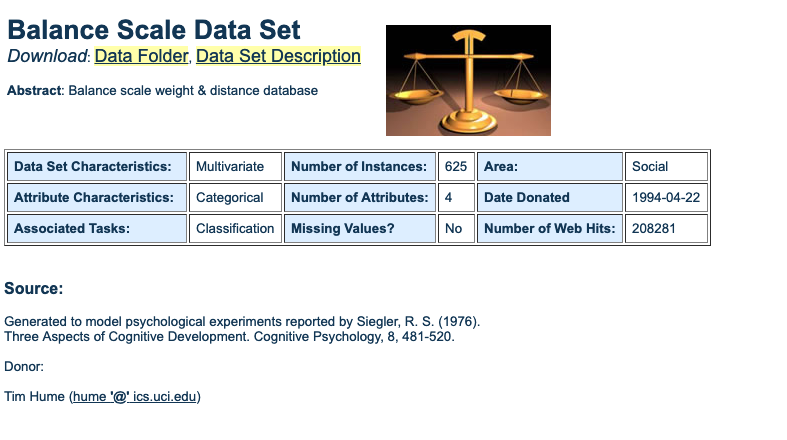 Balance Scale Data Set
Download: Data Folder, Data Set Description
Abstract: Balance scale weight & distance database
Data Set Characteristics: Multivariate Number of Instances: 625 Area: Social
Attribute Characteristics: Categorical Number of Attributes: 4 Date Donated 1994-04-22
Associated Tasks: Classification Missing Values? No Number of Web Hits: 208281
Source:
Generated to model psychological experiments reported by Siegler, R. S. (1976).
Three Aspects of Cognitive Development. Cognitive Psychology, 8, 481-520.
Donor:
Tim Hume (hume '@' ics.uci.edu)